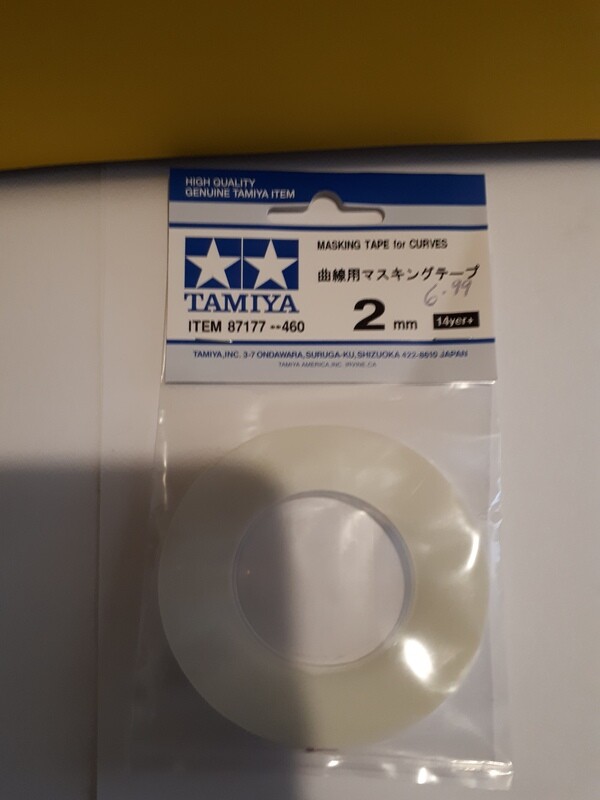 HIGH QUALITY
GENUINE TAMIYA ITEM
MASKING TAPE for CURVES
曲線用マスキングテープ
6.99
TAMIYA
ITEM 87177--460
2 mm
14yer+
TAMIYA,INC. 3-7 ONDAWARA,SURUGA-KU,SHIZUOKA 422-8610 JAPAN
TAMIYA AMERICA,INC. IRVINE,CA